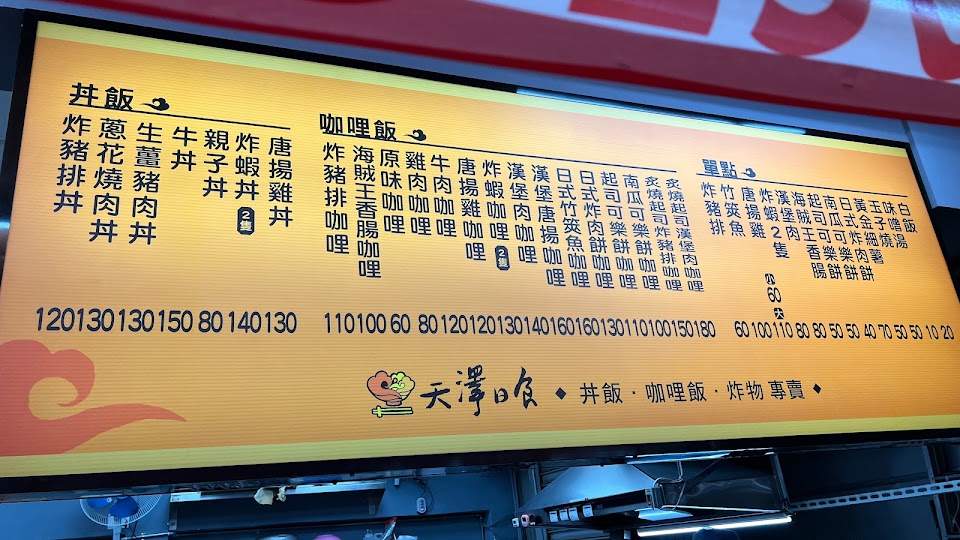 丼飯
炸豬排丼
蔥花燒肉丼
生薑豬肉丼
牛丼
親子丼
炸蝦丼 2隻
唐揚雞丼
120 130 130 150 80 140 130
咖哩飯
炸豬排咖哩
海賊王香腸咖哩
原味咖哩
雞肉咖哩
牛肉咖哩
唐揚雞咖哩
炸蝦咖哩 2隻
漢堡肉咖哩
漢堡唐揚咖哩
日式竹筴魚咖哩
日式炸肉餅咖哩
起司可樂餅咖哩
南瓜可樂餅咖哩
炙燒起司炸豬排咖哩
炙燒起司漢堡肉咖哩
110 100 60 80 120 120 130 140 160 160 130 110 100 150 180
單點
炸豬排
竹筴魚
唐揚雞
炸蝦2隻
漢堡肉
海賊王香腸
起司可樂餅
南瓜可樂餅
日式炸肉餅
黃金細薯
玉子燒
味噌湯
白飯
小60大
60 100 110 80 80 50 50 40 70 50 50 10 20
天澤日食 ◆ 丼飯・咖哩飯・炸物 專賣 ◆